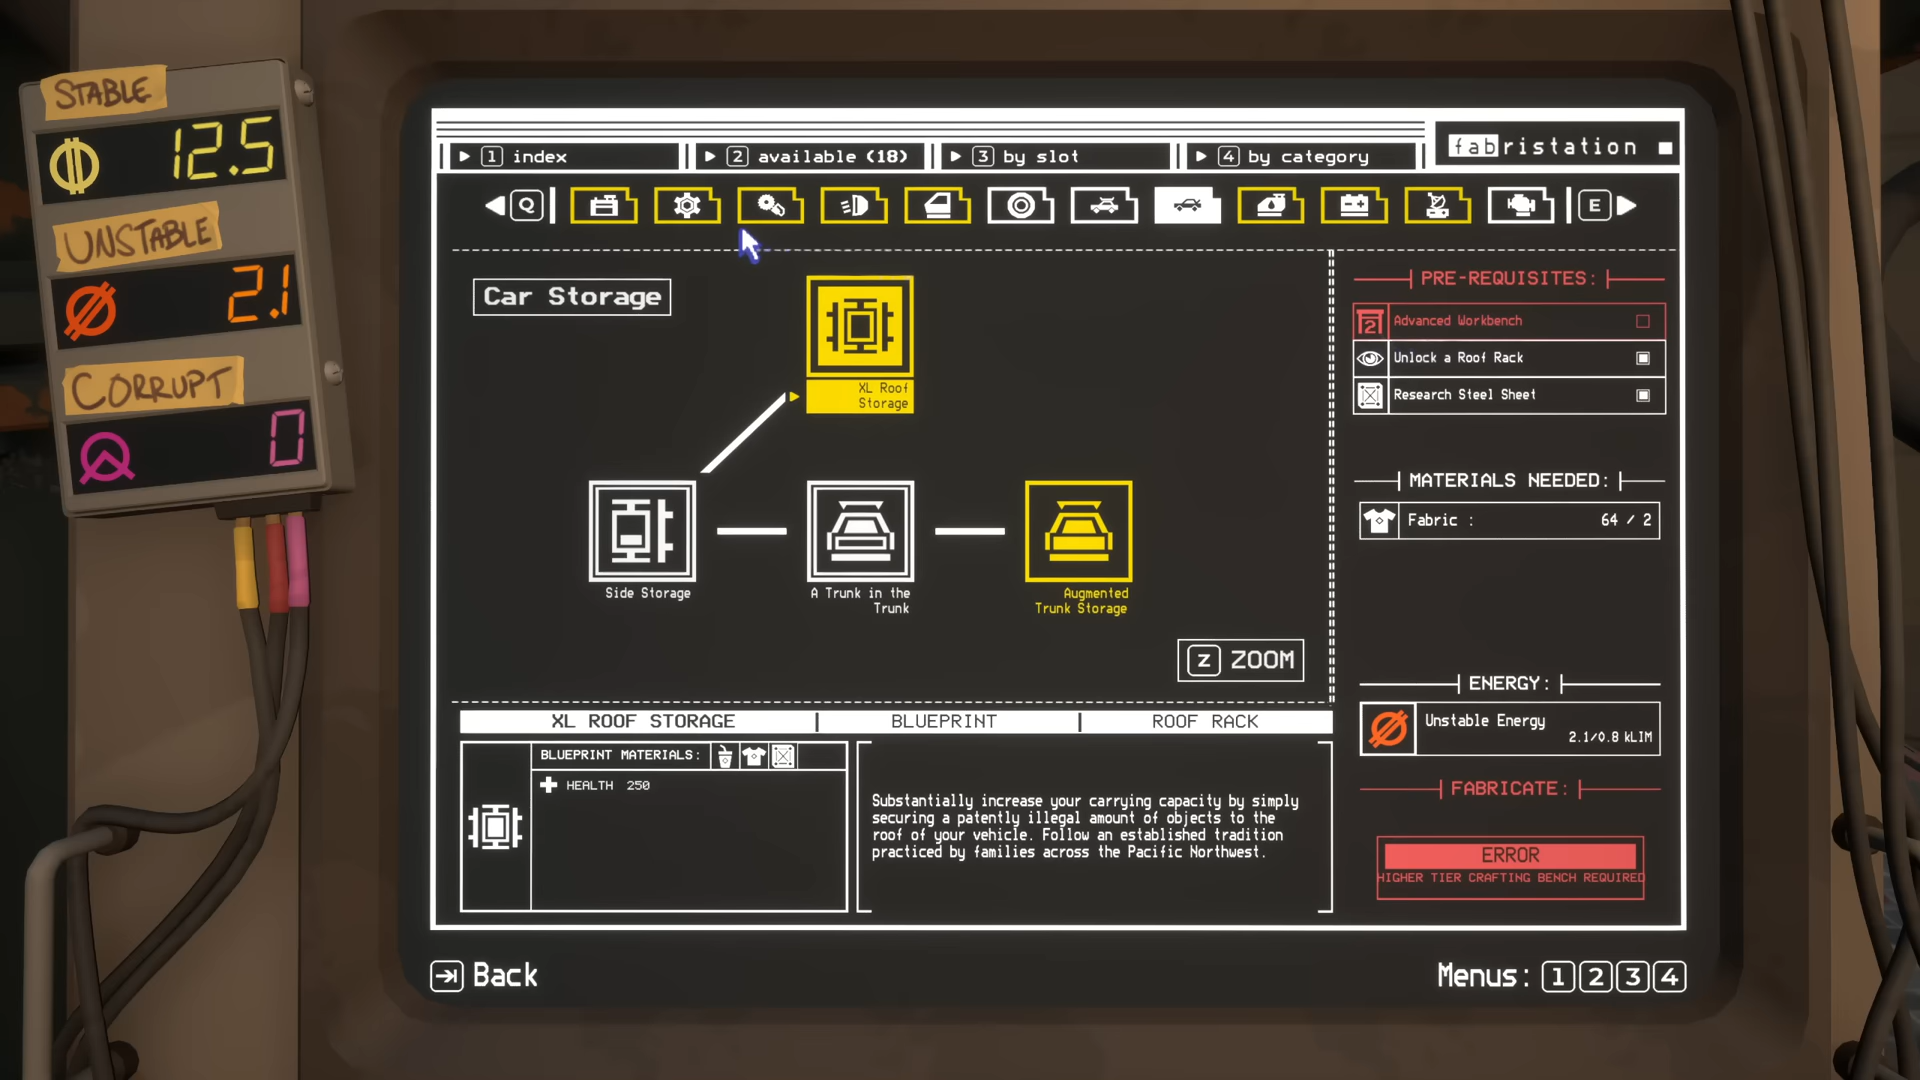 STABLE
12.5
UNSTABLE
2.1
CORRUPT
0
1 index
2 available (18)
3 by slot
4 by category
fabristation
Q
E
Car Storage
XL Roof
Storage
Side Storage
A Trunk in the
Trunk
Augmented
Trunk Storage
Z ZOOM
PRE-REQUISITES:
2 Advanced Workbench
Unlock a Roof Rack
Research Steel Sheet
MATERIALS NEEDED:
Fabric : 64 / 2
ENERGY:
Unstable Energy
2.1/0.8 kLIM
FABRICATE:
ERROR
HIGHER TIER CRAFTING BENCH REQUIRED
XL ROOF STORAGE | BLUEPRINT | ROOF RACK
BLUEPRINT MATERIALS:
HEALTH 250
Substantially increase your carrying capacity by simply
securing a patently illegal amount of objects to the
roof of your vehicle. Follow an established tradition
practiced by families across the Pacific Northwest.
Back
Menus: 1 2 3 4